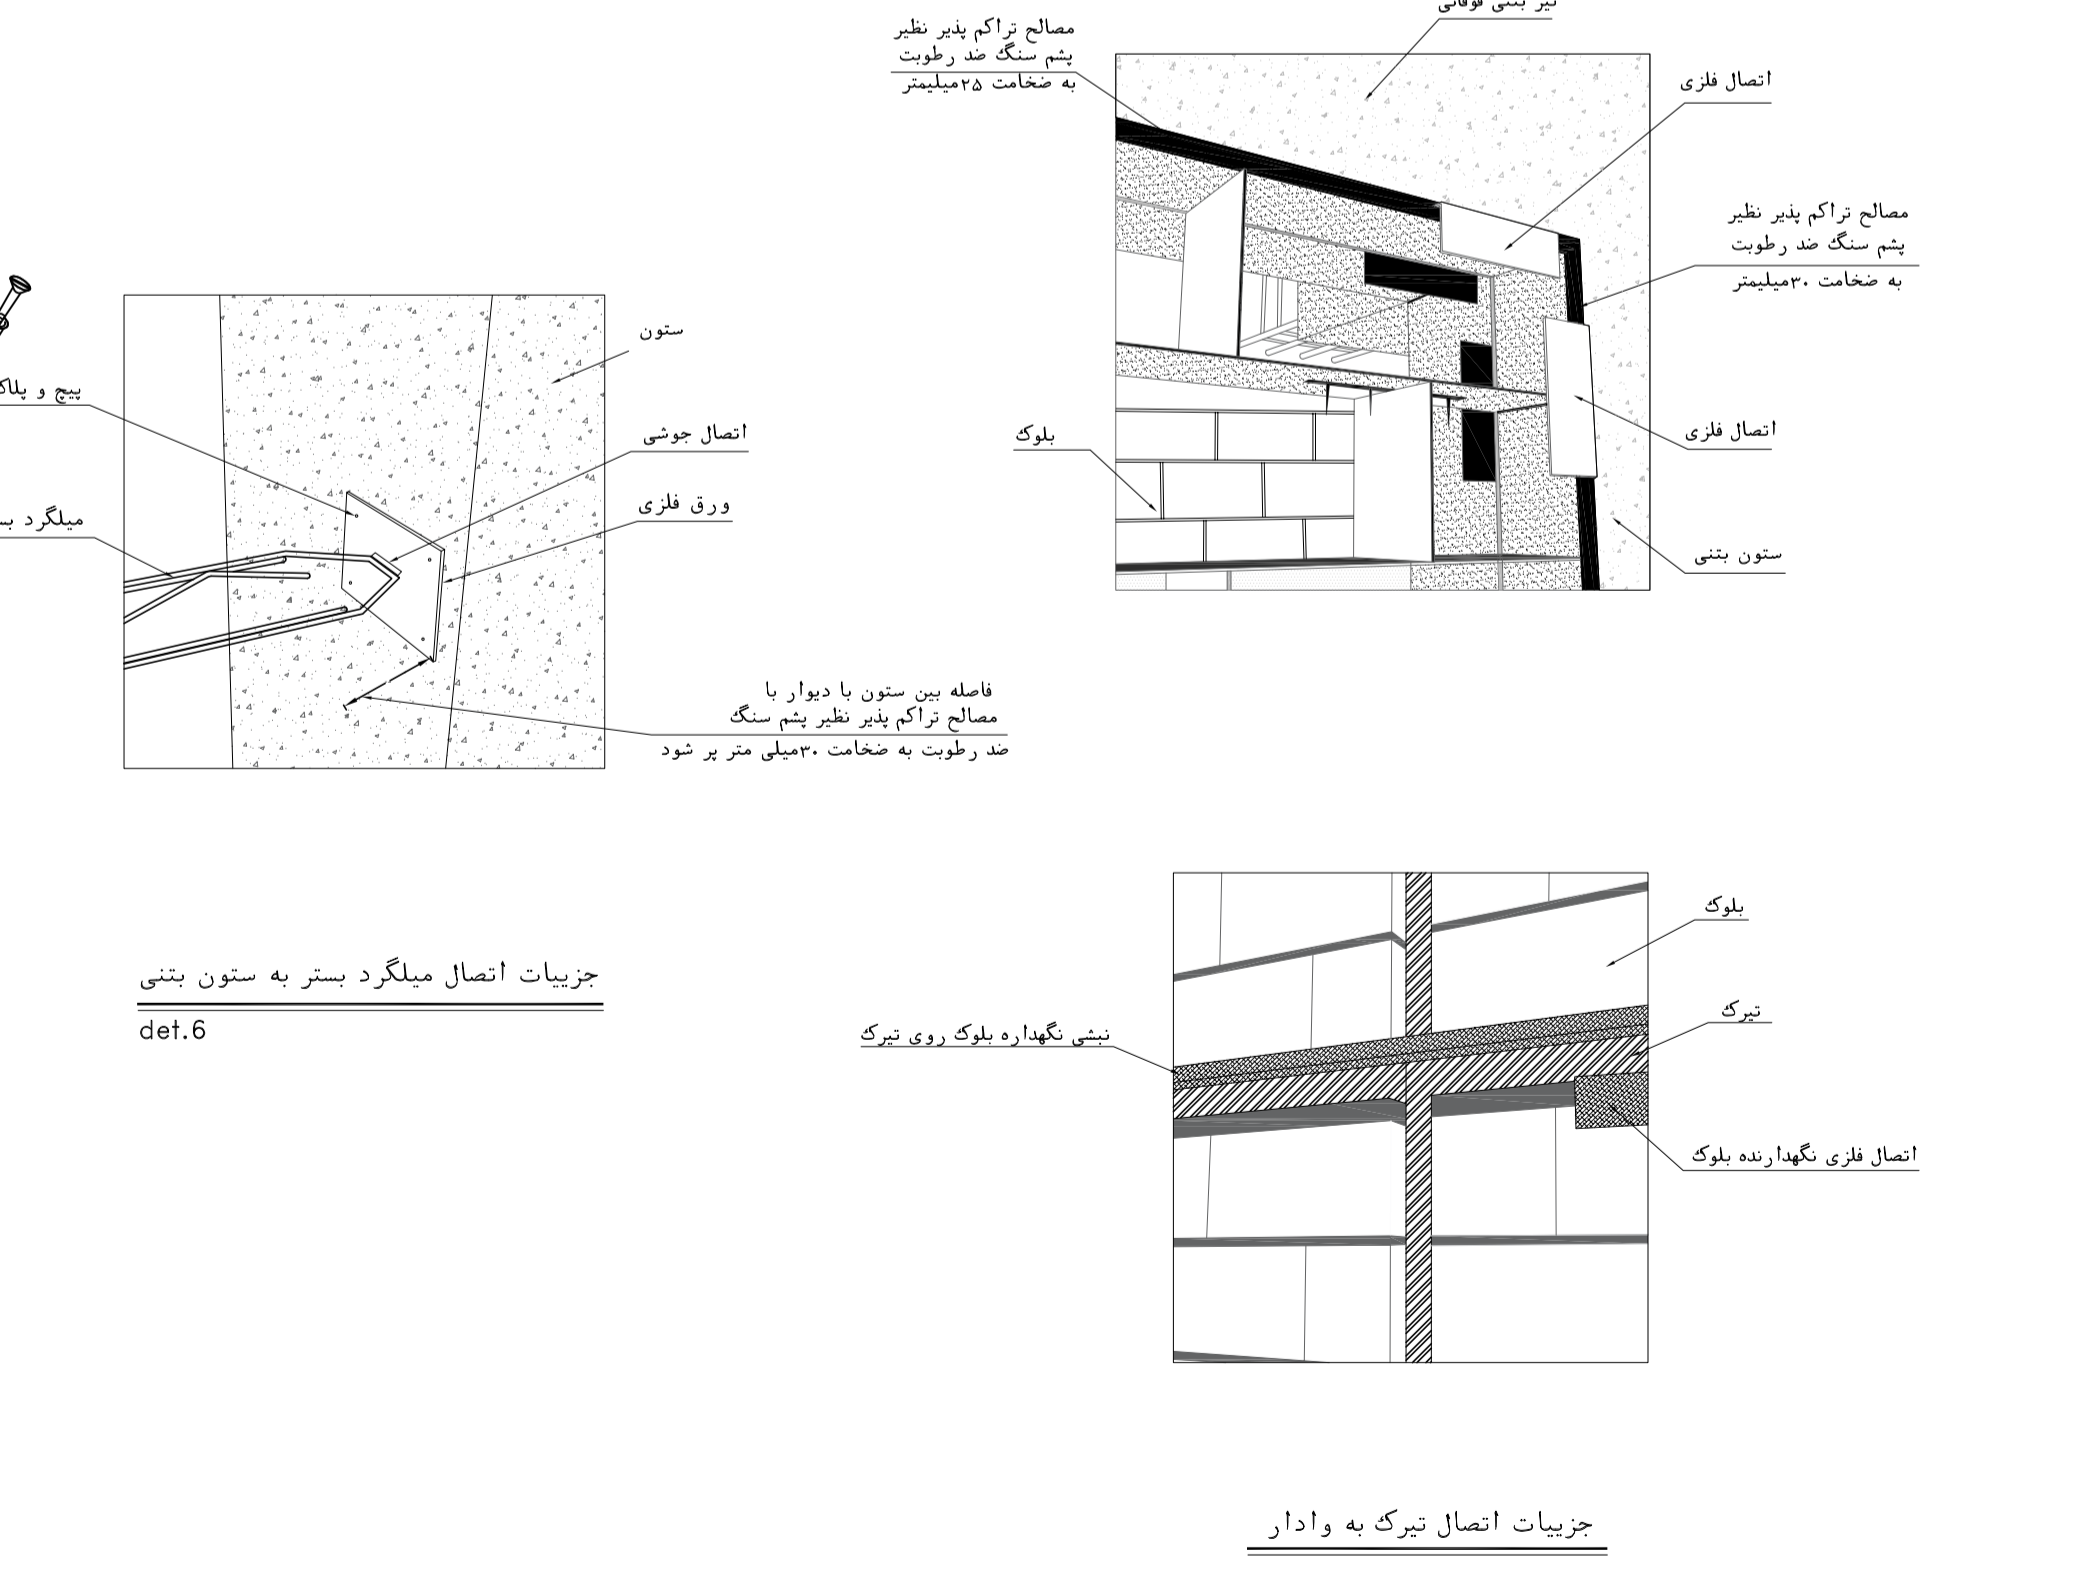 تیر بتنی فوقانی
مصالح تراکم پذیر نظیر
پشم سنگ ضد رطوبت
به ضخامت ۲۵میلیمتر
اتصال فلزی
مصالح تراکم پذیر نظیر
پشم سنگ ضد رطوبت
به ضخامت ۳۰میلیمتر
اتصال فلزی
بلوک
ستون بتنی
ستون
پیچ و
اتصال جوشی
ورق فلزی
میلگرد
فاصله بین ستون با دیوار با
مصالح تراکم پذیر نظیر پشم سنگ
ضد رطوبت به ضخامت ۳۰میلی متر پر شود
جزییات اتصال میلگرد بستر به ستون بتنی
det.6
بلوک
تیرک
نبشی نگهداره بلوک روی تیرک
اتصال فلزی نگهدارنده بلوک
جزییات اتصال تیرک به وادار